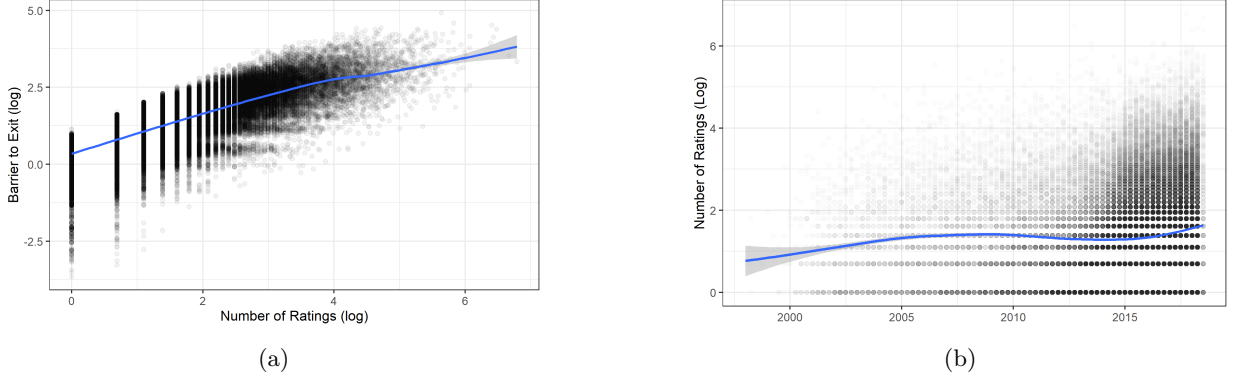 5.0
2.5
0.0
-2.5
Barrier to Exit (log)
0 2 4 6
Number of Ratings (log)
(a)
6
4
2
0
Number of Ratings (Log)
2000 2005 2010 2015
(b)